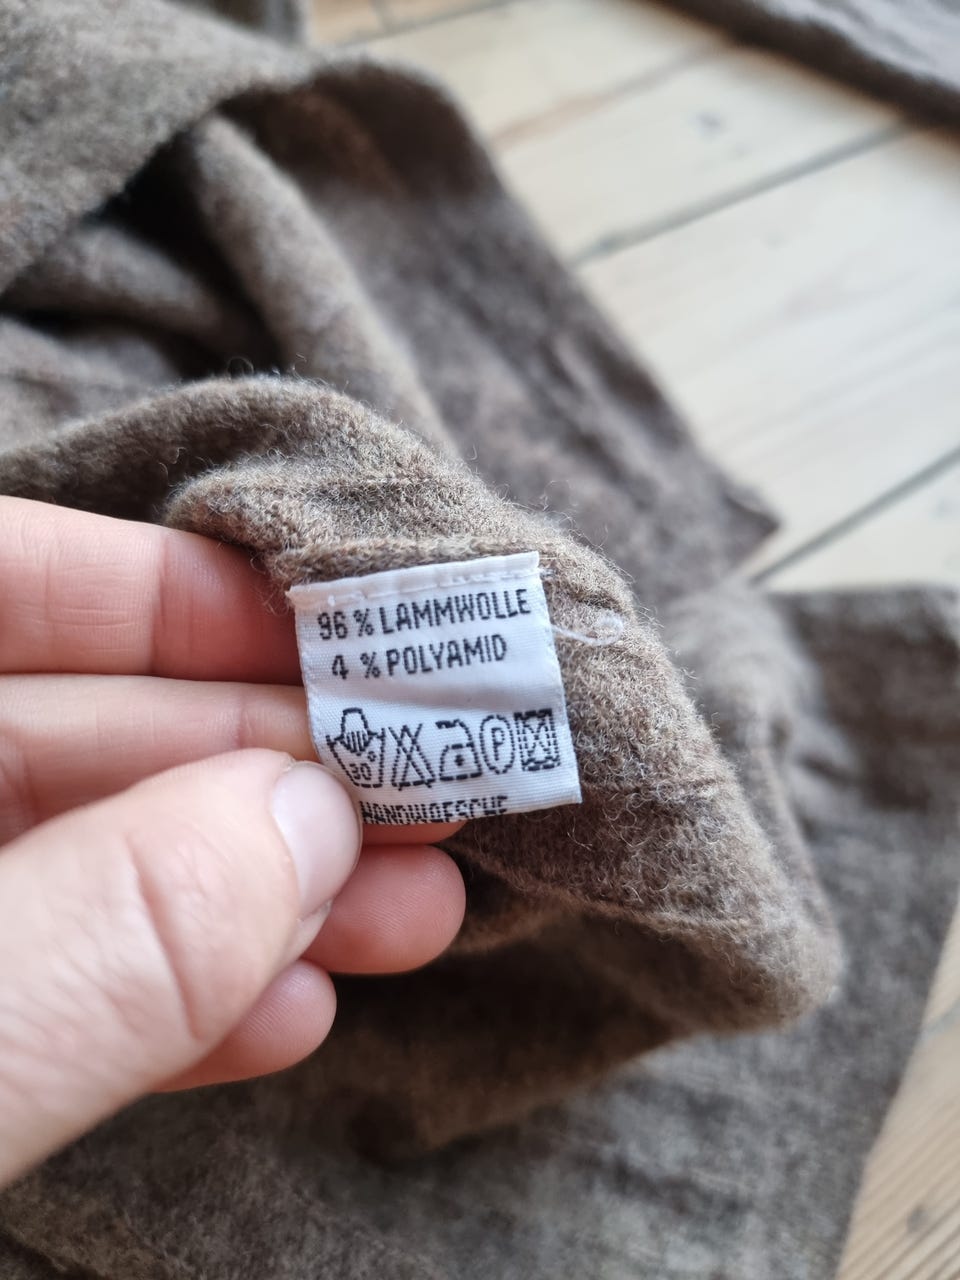 96 % LAMMWOLLE
4 % POLYAMID
30° P
HANDWAESCHE